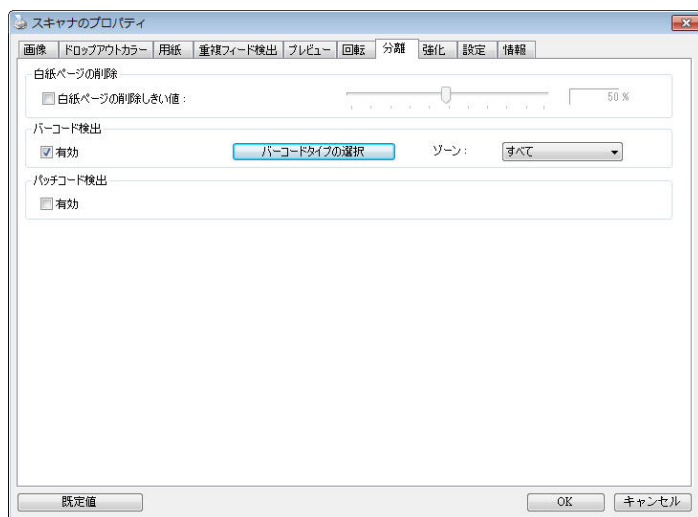 スキャナのプロパティ
画像 ドロップアウトカラー 用紙 重複フィード検出 プレビュー 回転 分離 強化 設定 情報
白紙ページの削除
白紙ページの削除しきい値：
50 %
バーコード検出
有効 バーコードタイプの選択 ゾーン： すべて
パッチコード検出
有効
既定値 OK キャンセル